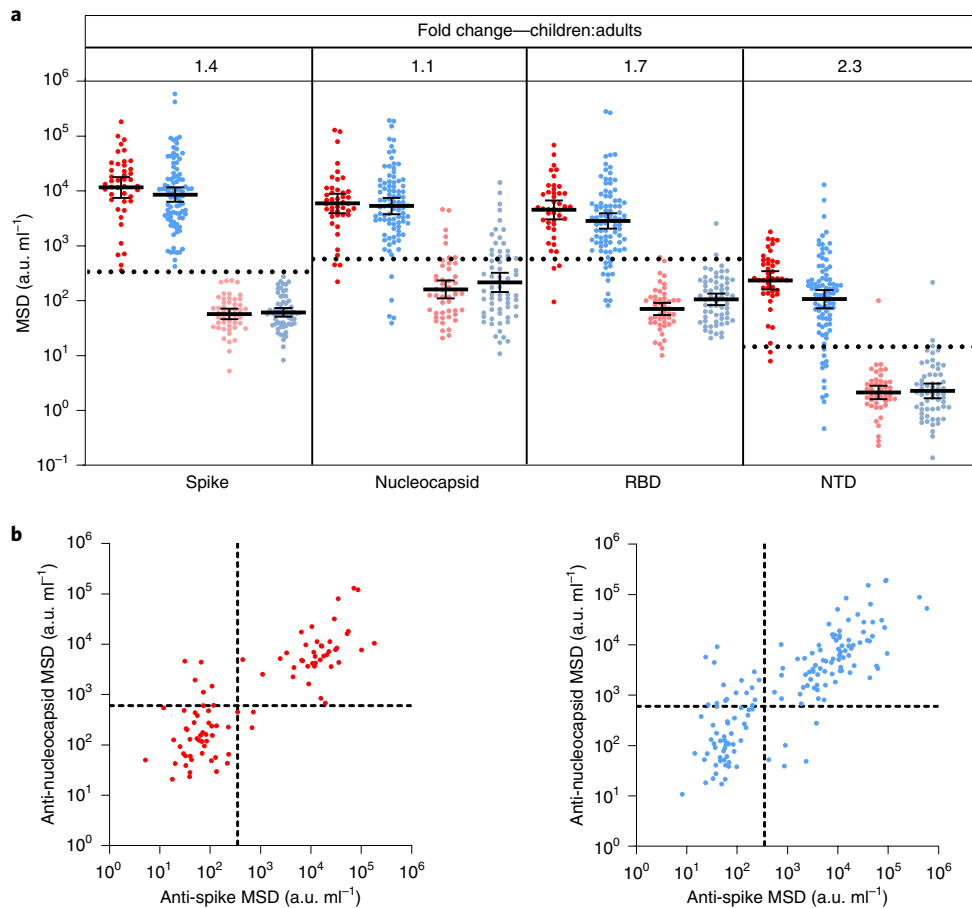 a
Fold change—children:adults
1.4 1.1 1.7 2.3
MSD (a.u. ml⁻¹)
10⁶
10⁵
10⁴
10³
10²
10¹
10⁰
10⁻¹
Spike Nucleocapsid RBD NTD
b
Anti-nucleocapsid MSD (a.u. ml⁻¹)
10⁶
10⁵
10⁴
10³
10²
10¹
10⁰
10⁰ 10¹ 10² 10³ 10⁴ 10⁵ 10⁶
Anti-spike MSD (a.u. ml⁻¹)
Anti-nucleocapsid MSD (a.u. ml⁻¹)
10⁶
10⁵
10⁴
10³
10²
10¹
10⁰
10⁰ 10¹ 10² 10³ 10⁴ 10⁵ 10⁶
Anti-spike MSD (a.u. ml⁻¹)